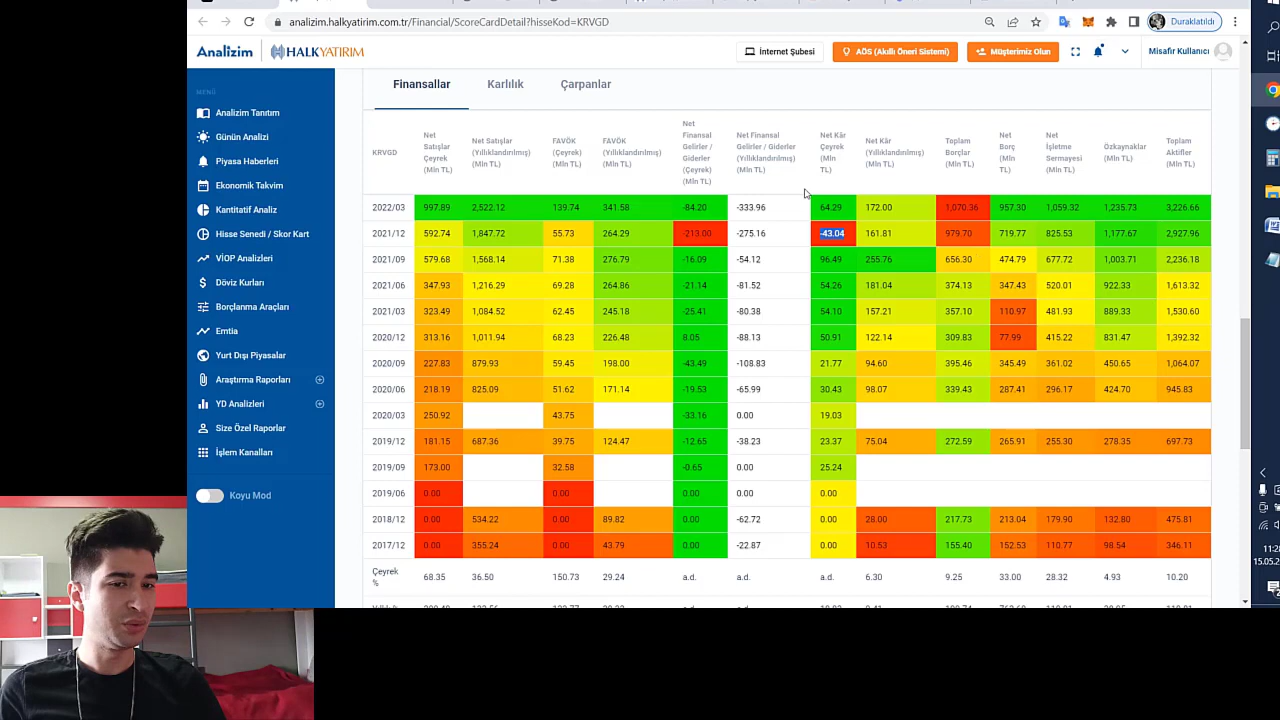 analizim.halkyatirim.com.tr/Financial/ScoreCardDetail?hisseKod=KRVGD
Duraklatıldı
Analizim HALKYATIRIM
İnternet Şubesi
AÖS (Akıllı Öneri Sistemi)
Müşterimiz Olun
Misafir Kullanıcı
MENÜ
Analizim Tanıtım
Günün Analizi
Piyasa Haberleri
Ekonomik Takvim
Kantitatif Analiz
Hisse Senedi / Skor Kart
VİOP Analizleri
Döviz Kurları
Borçlanma Araçları
Emtia
Yurt Dışı Piyasalar
Araştırma Raporları
YD Analizleri
Size Özel Raporlar
İşlem Kanalları
Koyu Mod
Finansallar Karlılık Çarpanlar
KRVGD
Net Satışlar Çeyrek (Mln TL)
Net Satışlar (Yıllıklandırılmış) (Mln TL)
FAVÖK (Çeyrek) (Mln TL)
FAVÖK (Yıllıklandırılmış) (Mln TL)
Net Finansal Gelirler / Giderler (Çeyrek) (Mln TL)
Net Finansal Gelirler / Giderler (Yıllıklandırılmış) (Mln TL)
Net Kâr Çeyrek (Mln TL)
Net Kâr (Yıllıklandırılmış) (Mln TL)
Toplam Borçlar (Mln TL)
Net Borç (Mln TL)
Net İşletme Sermayesi (Mln TL)
Özkaynaklar (Mln TL)
Toplam Aktifler (Mln TL)
2022/03 997.89 2,522.12 139.74 341.58 -84.20 -333.96 64.29 172.00 1,070.36 957.30 1,059.32 1,235.73 3,226.66
2021/12 592.74 1,847.72 55.73 264.29 -213.00 -275.16 -43.04 161.81 979.70 719.77 825.53 1,177.67 2,927.96
2021/09 579.68 1,568.14 71.38 276.79 -16.09 -54.12 96.49 255.76 656.30 474.79 677.72 1,003.71 2,236.18
2021/06 347.93 1,216.29 69.28 264.86 -21.14 -81.52 54.26 181.04 374.13 347.43 520.01 922.33 1,613.32
2021/03 323.49 1,084.52 62.45 245.18 -25.41 -80.38 54.10 157.21 357.10 110.97 481.93 889.33 1,530.60
2020/12 313.16 1,011.94 68.23 226.48 8.05 -88.13 50.91 122.14 309.83 77.99 415.22 831.47 1,392.32
2020/09 227.83 879.93 59.45 198.00 -43.49 -108.83 21.77 94.60 395.46 345.49 361.02 450.65 1,064.07
2020/06 218.19 825.09 51.62 171.14 -19.53 -65.99 30.43 98.07 339.43 287.41 296.17 424.70 945.83
2020/03 250.92 43.75 -33.16 0.00 19.03
2019/12 181.15 687.36 39.75 124.47 -12.65 -38.23 23.37 75.04 272.59 265.91 255.30 278.35 697.73
2019/09 173.00 32.58 -0.65 0.00 25.24
2019/06 0.00 0.00 0.00 0.00 0.00
2018/12 0.00 534.22 0.00 89.82 0.00 -62.72 0.00 28.00 217.73 213.04 179.90 132.80 475.81
2017/12 0.00 355.24 0.00 43.79 0.00 -22.87 0.00 10.53 155.40 152.53 110.77 98.54 346.11
Çeyrek % 68.35 36.50 150.73 29.24 a.d. a.d. a.d. 6.30 9.25 33.00 28.32 4.93 10.20